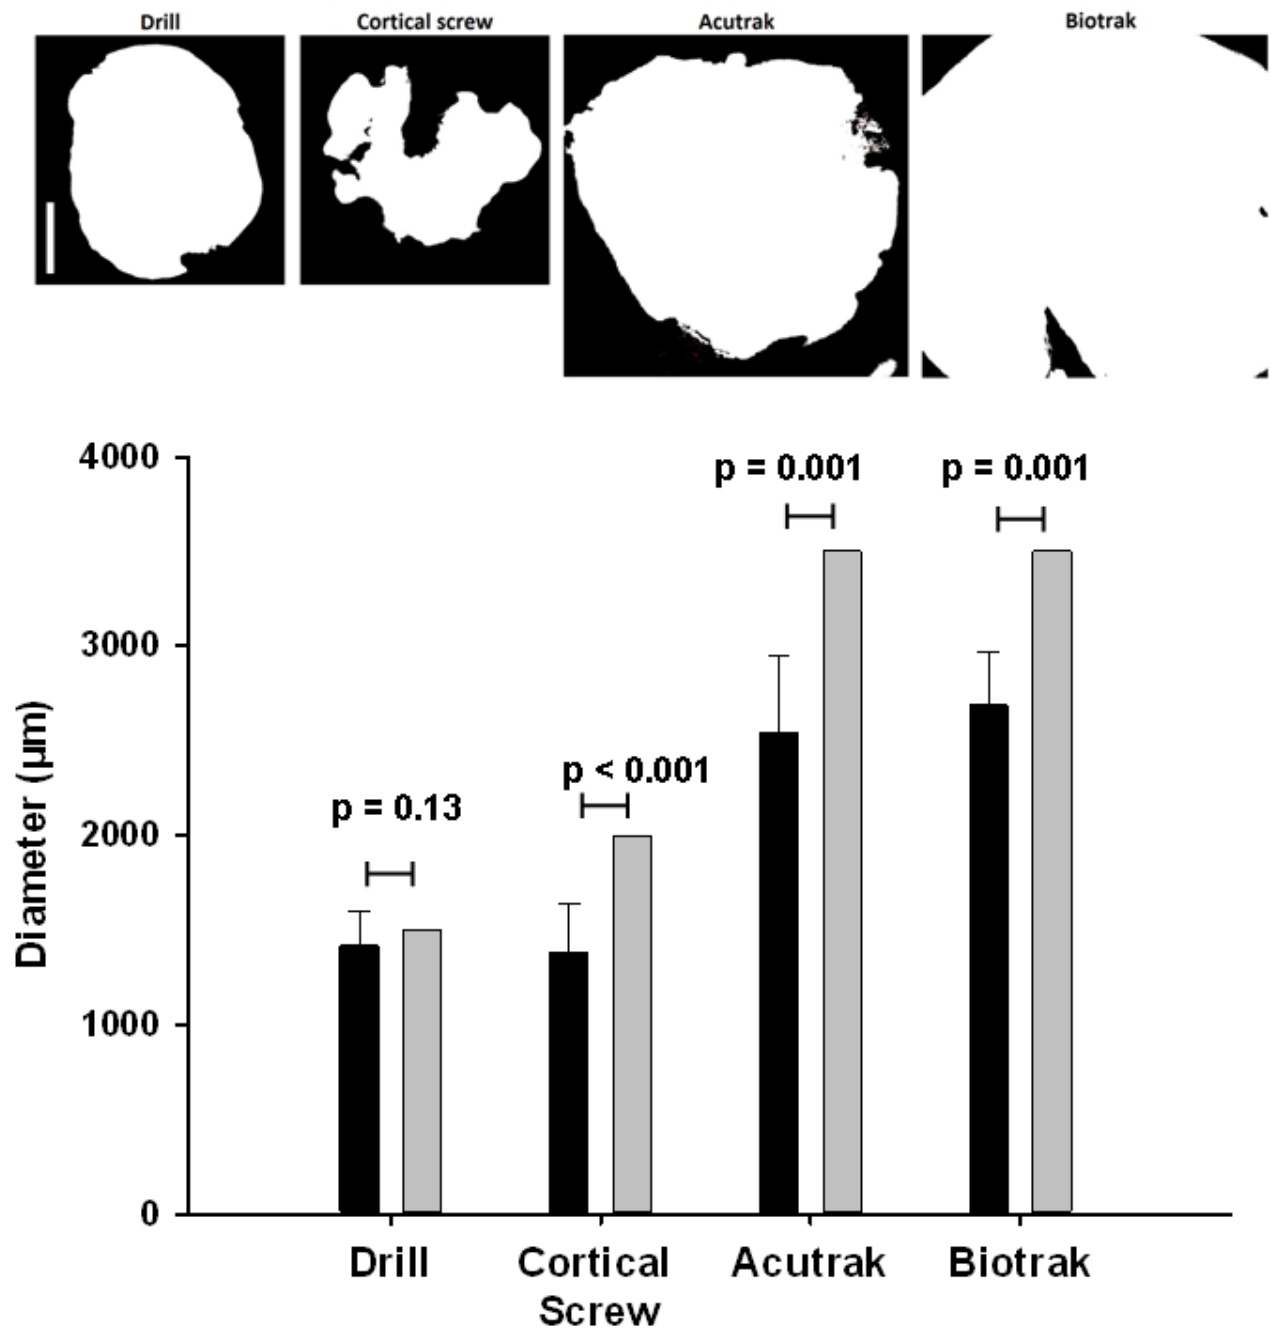 Drill
Cortical screw
Acutrak
Biotrak
4000
3000
2000
1000
0
Diameter (µm)
p = 0.13
p < 0.001
p = 0.001
p = 0.001
Drill
Cortical
Screw
Acutrak
Biotrak